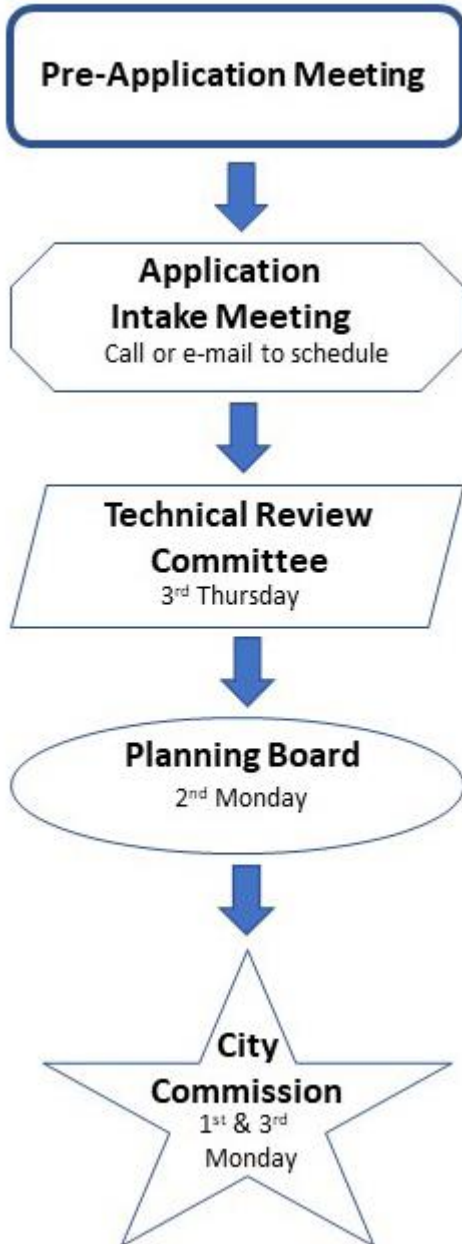 Pre-Application Meeting
Application
Intake Meeting
Call or e-mail to schedule
Technical Review
Committee
3rd Thursday
Planning Board
2nd Monday
City
Commission
1st & 3rd
Monday